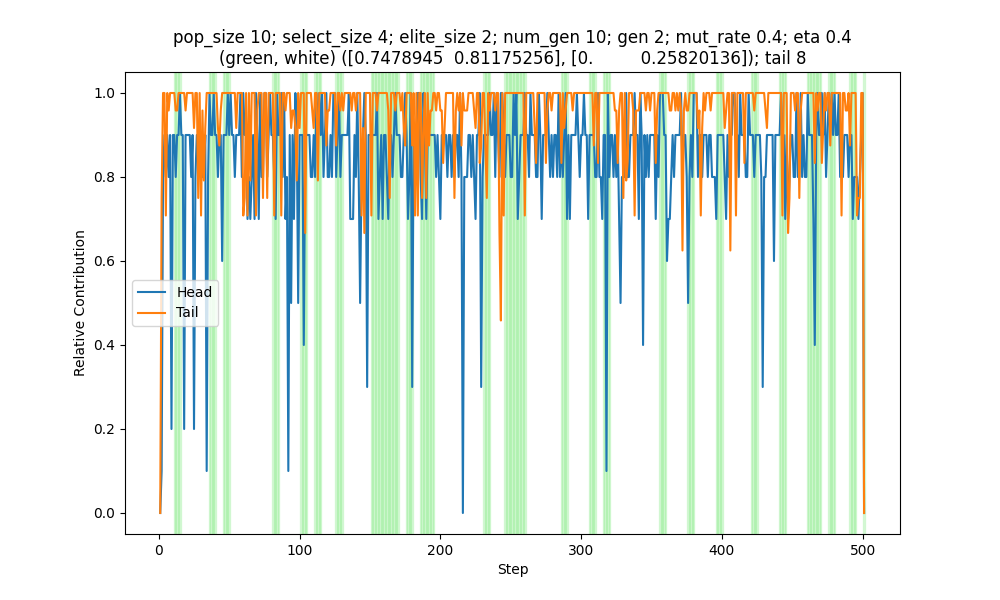 pop_size 10; select_size 4; elite_size 2; num_gen 10; gen 2; mut_rate 0.4; eta 0.4
(green, white) ([0.7478945  0.81175256], [0.         0.25820136]); tail 8
1.0
0.8
0.6
0.4
0.2
0.0
Relative Contribution
Head
Tail
0
100
200
300
400
500
Step